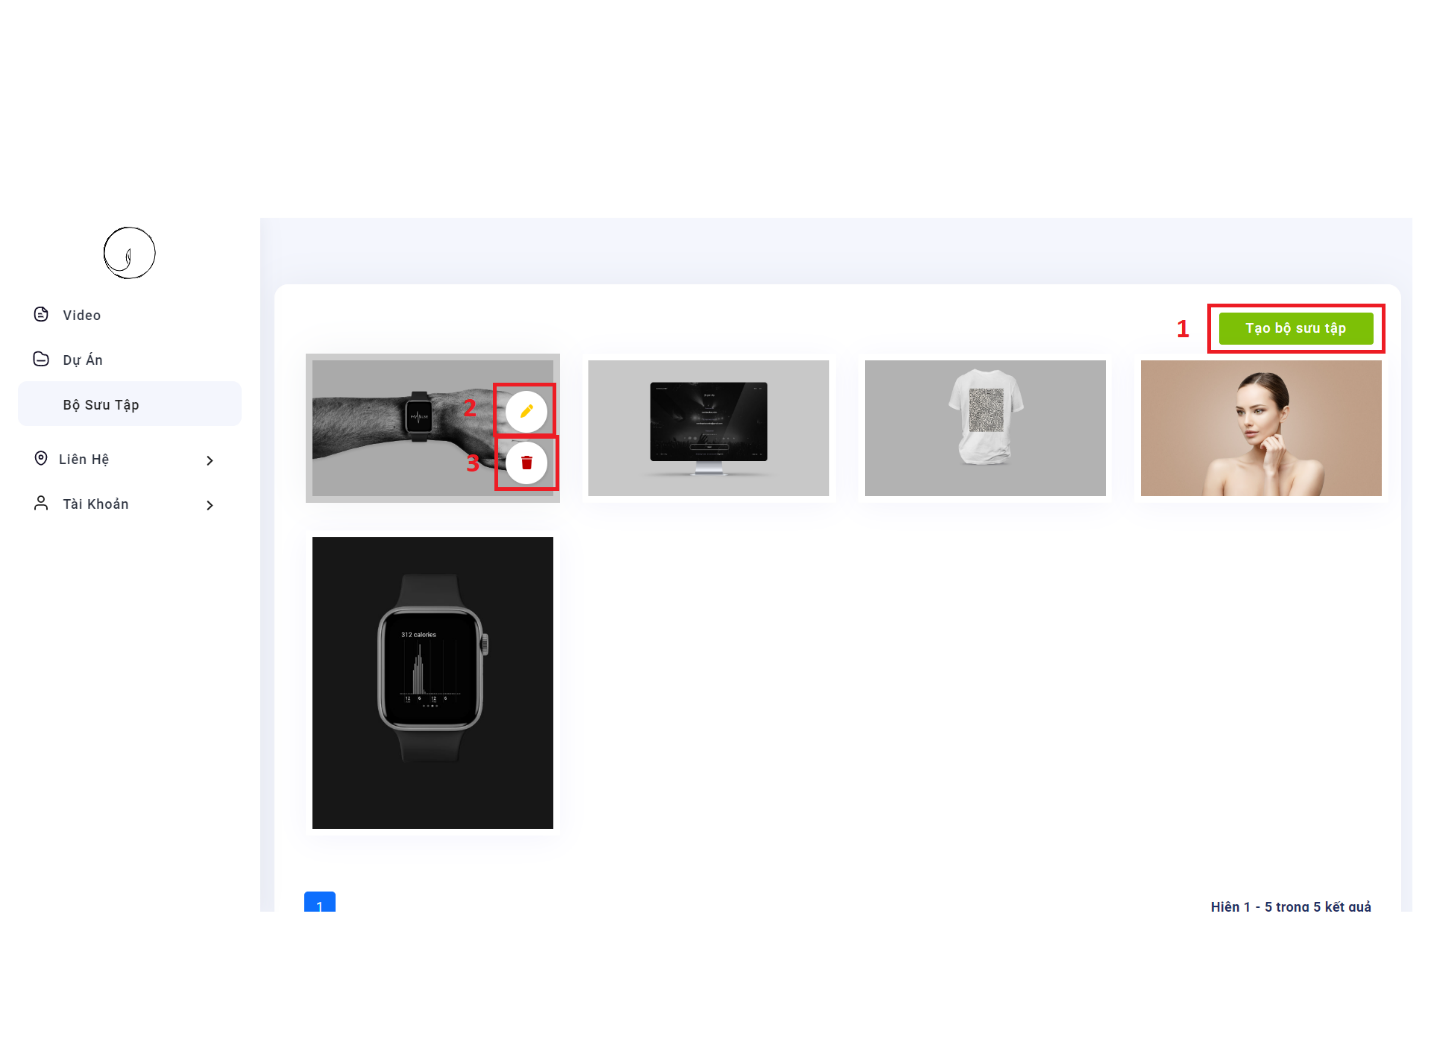 Video
Dự Án
Bộ Sưu Tập
Liên Hệ
Tài Khoản
1
Tạo bộ sưu tập
2
3
312 calories
1
Hiện 1 - 5 trong 5 kết quả